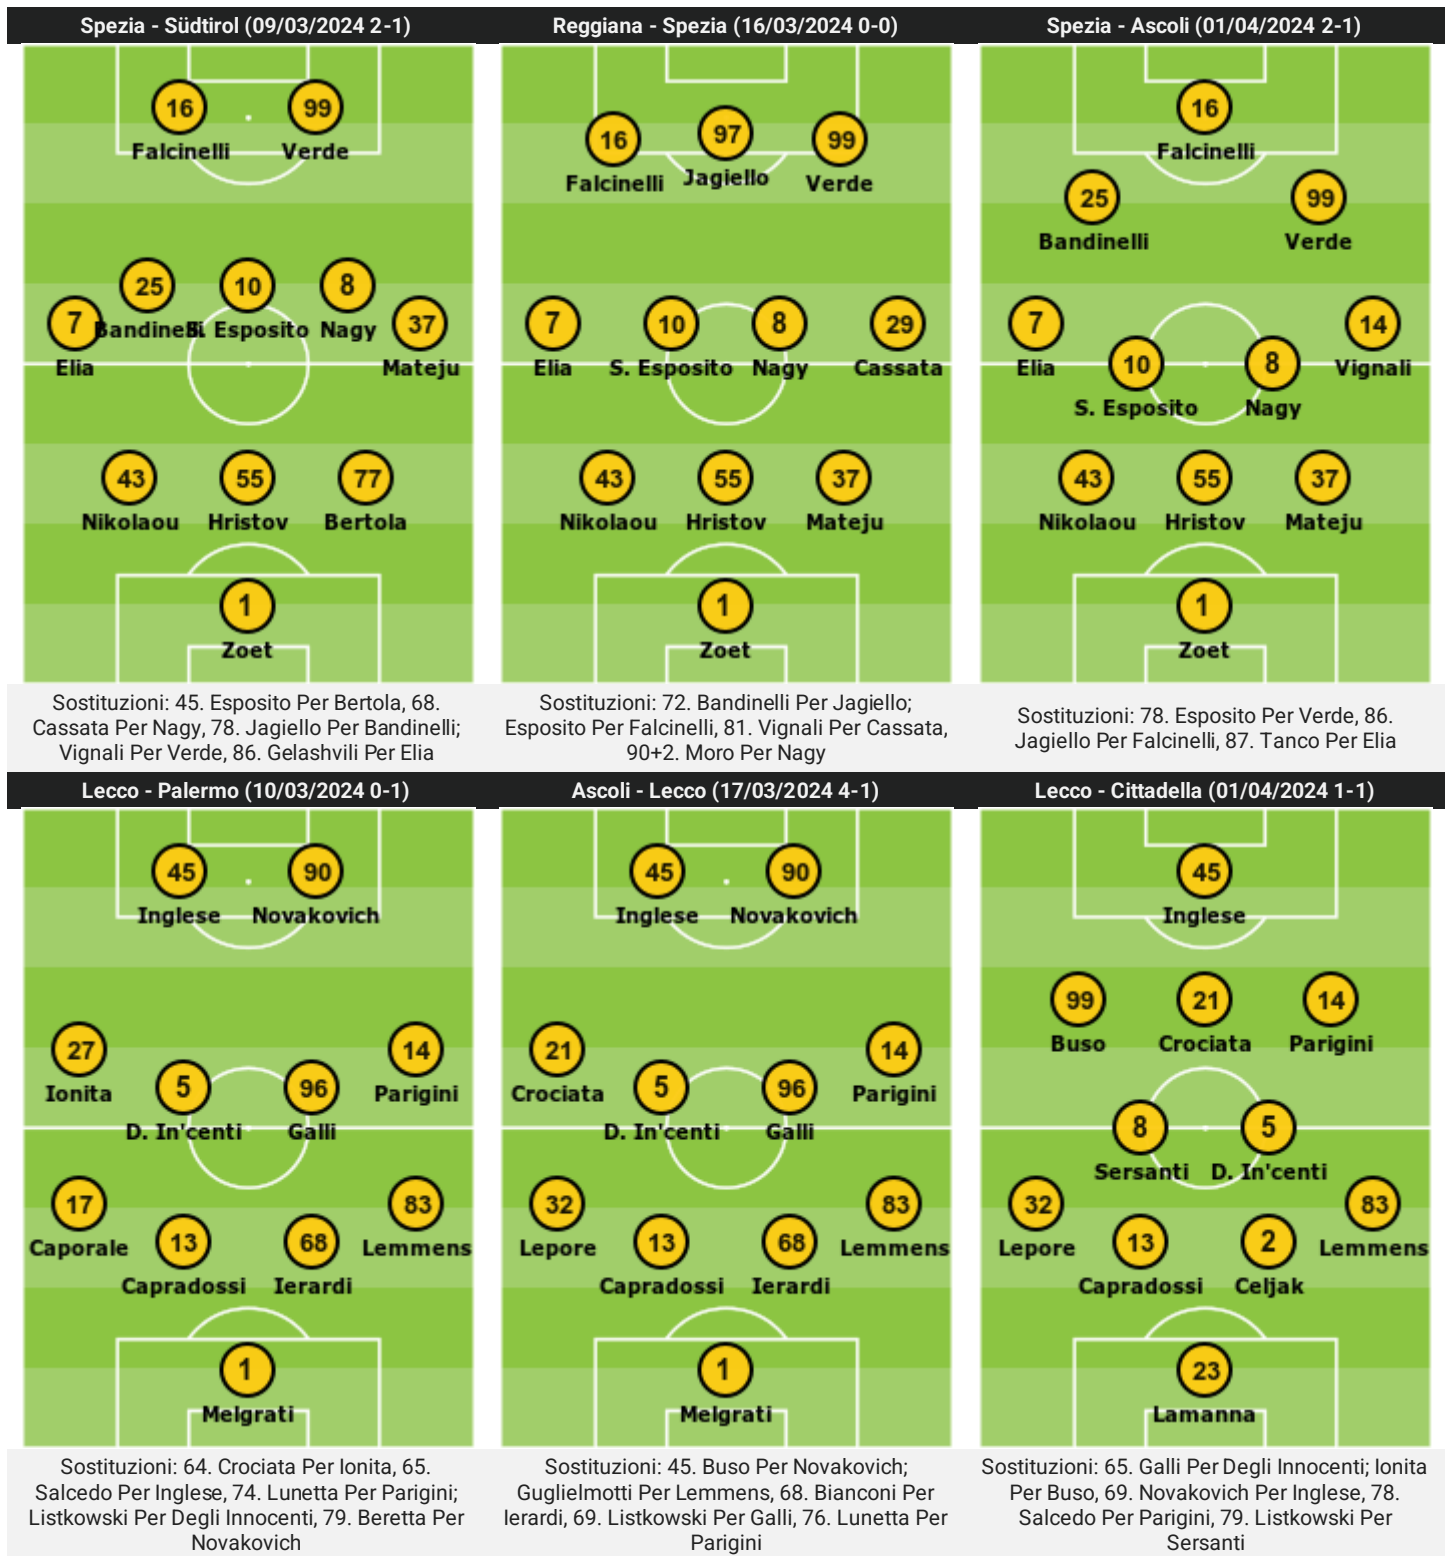 Spezia - Südtirol (09/03/2024 2-1)
16
99
Falcinelli
Verde
25
10
8
7
37
Bandinelli
S. Esposito
Nagy
Elia
Mateju
43
55
77
Nikolaou
Hristov
Bertola
1
Zoet
Sostituzioni: 45. Esposito Per Bertola, 68.
Cassata Per Nagy, 78. Jagiello Per Bandinelli;
Vignali Per Verde, 86. Gelashvili Per Elia
Reggiana - Spezia (16/03/2024 0-0)
16
97
99
Falcinelli
Jagiello
Verde
7
10
8
29
Elia
S. Esposito
Nagy
Cassata
43
55
37
Nikolaou
Hristov
Mateju
1
Zoet
Sostituzioni: 72. Bandinelli Per Jagiello;
Esposito Per Falcinelli, 81. Vignali Per Cassata,
90+2. Moro Per Nagy
Spezia - Ascoli (01/04/2024 2-1)
16
Falcinelli
25
99
Bandinelli
Verde
7
14
Elia
Vignali
10
8
S. Esposito
Nagy
43
55
37
Nikolaou
Hristov
Mateju
1
Zoet
Sostituzioni: 78. Esposito Per Verde, 86.
Jagiello Per Falcinelli, 87. Tanco Per Elia
Lecco - Palermo (10/03/2024 0-1)
45
90
Inglese
Novakovich
27
14
Ionita
Parigini
5
96
D. In'centi
Galli
17
83
Caporale
Lemmens
13
68
Capradossi
Ierardi
1
Melgrati
Sostituzioni: 64. Crociata Per Ionita, 65.
Salcedo Per Inglese, 74. Lunetta Per Parigini;
Listkowski Per Degli Innocenti, 79. Beretta Per
Novakovich
Ascoli - Lecco (17/03/2024 4-1)
45
90
Inglese
Novakovich
21
14
Crociata
Parigini
5
96
D. In'centi
Galli
32
83
Lepore
Lemmens
13
68
Capradossi
Ierardi
1
Melgrati
Sostituzioni: 45. Buso Per Novakovich;
Guglielmotti Per Lemmens, 68. Bianconi Per
Ierardi, 69. Listkowski Per Galli, 76. Lunetta Per
Parigini
Lecco - Cittadella (01/04/2024 1-1)
45
Inglese
99
21
14
Buso
Crociata
Parigini
8
5
Sersanti
D. In'centi
32
83
Lepore
Lemmens
13
2
Capradossi
Celjak
23
Lamanna
Sostituzioni: 65. Galli Per Degli Innocenti; Ionita
Per Buso, 69. Novakovich Per Inglese, 78.
Salcedo Per Parigini, 79. Listkowski Per
Sersanti